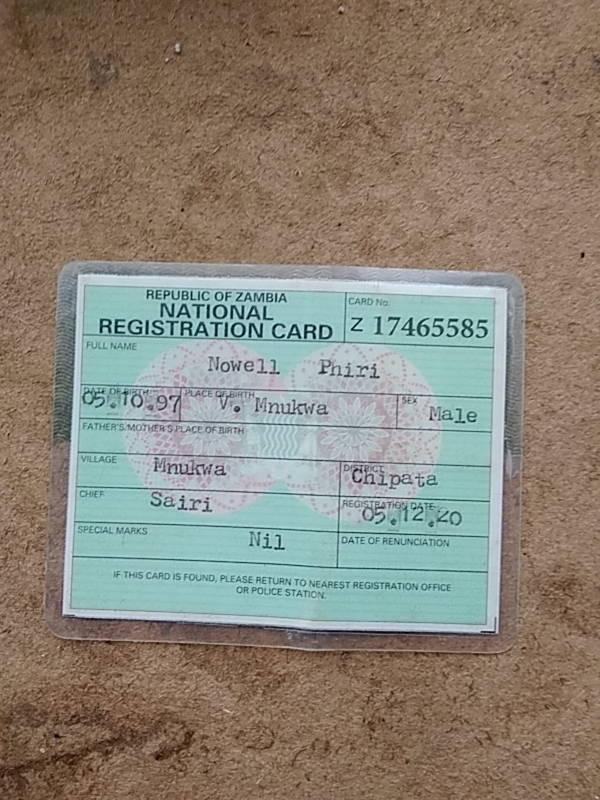 REPUBLIC OF ZAMBIA
NATIONAL
REGISTRATION CARD
CARD No.
Z 17465585
FULL NAME
Nowell Phiri
DATE OF BIRTH PLACE OF BIRTH SEX
05.10.97 V. Mnukwa Male
FATHER'S/MOTHER'S PLACE OF BIRTH
VILLAGE Mnukwa DISTRICT Chipata
CHIEF Sairi REGISTRATION DATE
05.12.20
SPECIAL MARKS Nil DATE OF RENUNCIATION
IF THIS CARD IS FOUND, PLEASE RETURN TO NEAREST REGISTRATION OFFICE
OR POLICE STATION.